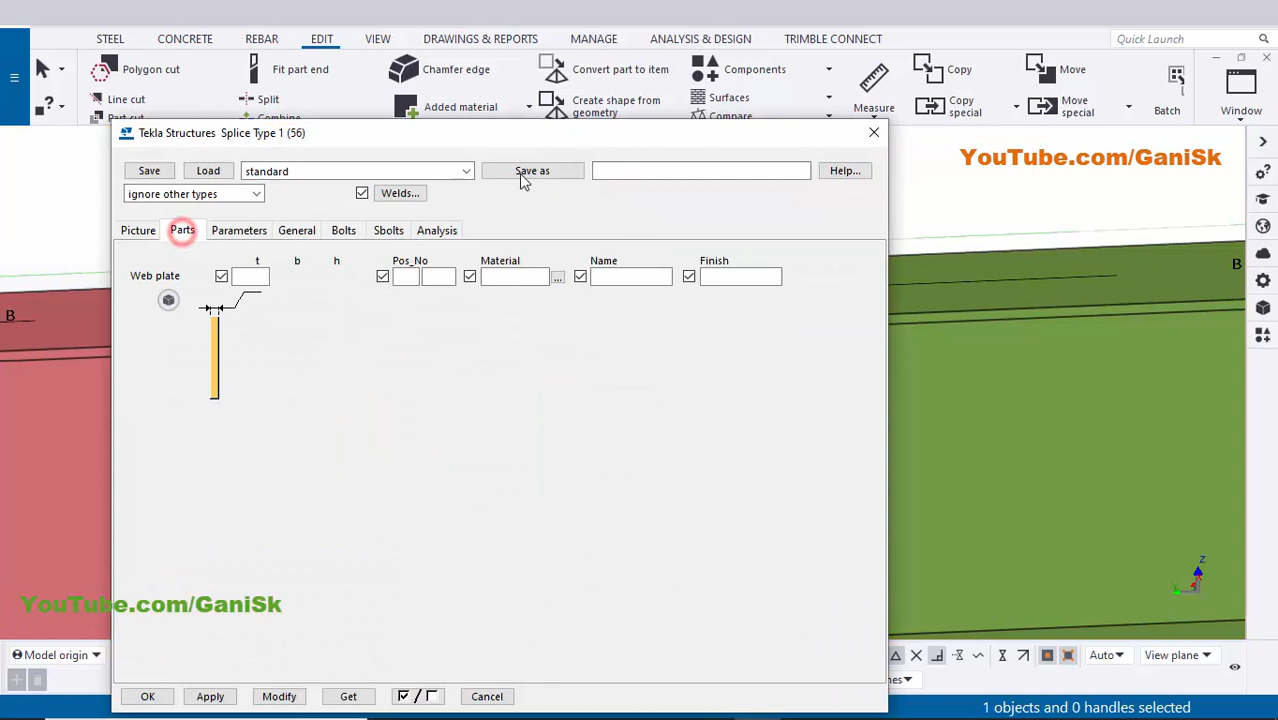 STEEL CONCRETE REBAR EDIT VIEW DRAWINGS & REPORTS MANAGE ANALYSIS & DESIGN TRIMBLE CONNECT Quick Launch
Polygon cut Fit part end Chamfer edge Convert part to item Components Copy Move
Line cut Split Added material Create shape from geometry Surfaces Measure Copy special Move special Batch Window
Part cut Combine Compare
Tekla Structures Splice Type 1 (56)
YouTube.com/GaniSk
Save Load standard Save as Help...
ignore other types Welds...
Picture Parts Parameters General Bolts Sbolts Analysis
t b h Pos_No Material Name Finish
Web plate ...
B
B
Z
YouTube.com/GaniSk
Model origin Auto View plane
OK Apply Modify Get / Cancel
1 objects and 0 handles selected